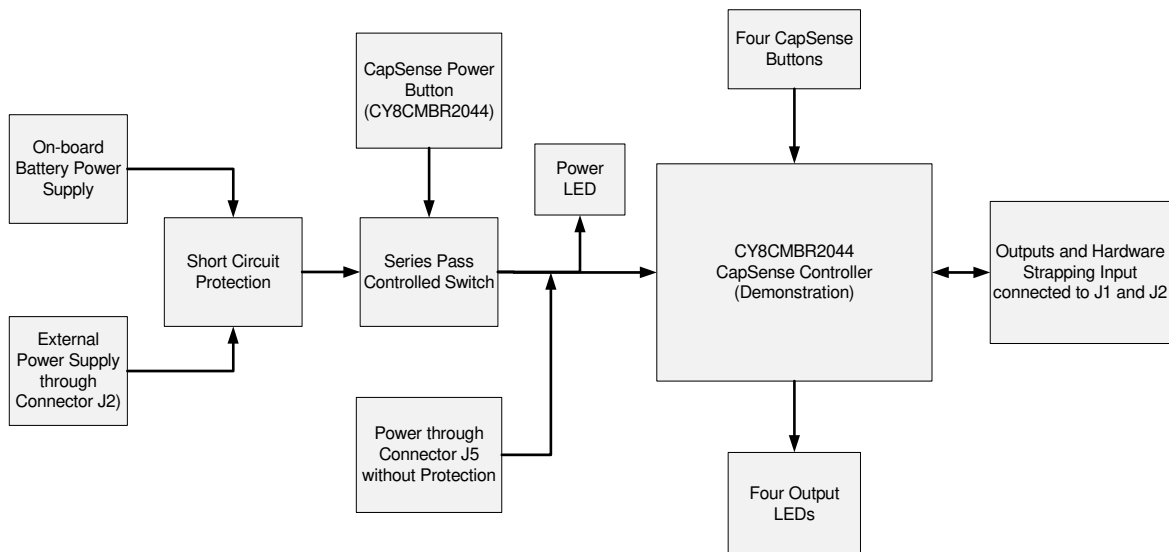 On-board
Battery Power
Supply
External
Power Supply
through
Connector J2)
Short Circuit
Protection
CapSense Power
Button
(CY8CMBR2044)
Series Pass
Controlled Switch
Power through
Connector J5
without Protection
Power
LED
Four CapSense
Buttons
CY8CMBR2044
CapSense Controller
(Demonstration)
Four Output
LEDs
Outputs and Hardware
Strapping Input
connected to J1 and J2